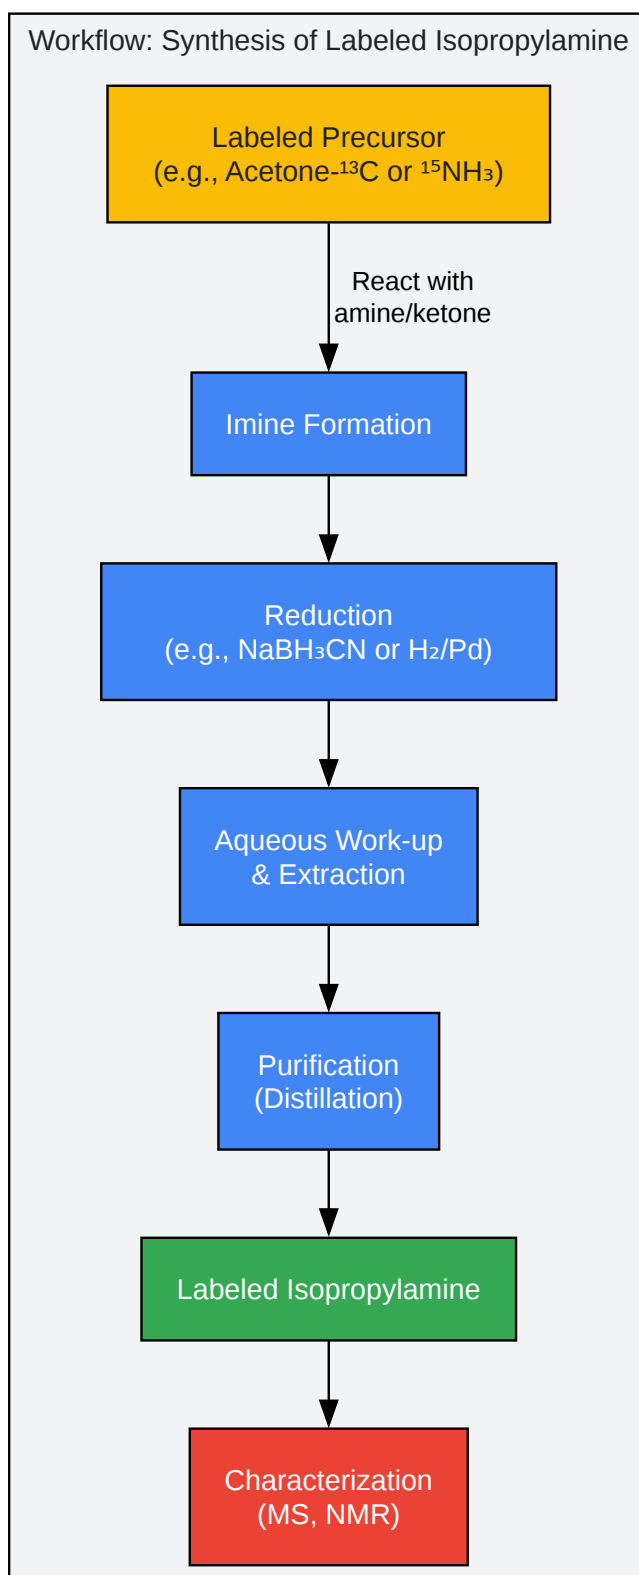 Workflow: Synthesis of Labeled Isopropylamine
Labeled Precursor
(e.g., Acetone-¹³C or ¹⁵NH₃)
React with
amine/ketone
Imine Formation
Reduction
(e.g., NaBH₃CN or H₂/Pd)
Aqueous Work-up
& Extraction
Purification
(Distillation)
Labeled Isopropylamine
Characterization
(MS, NMR)